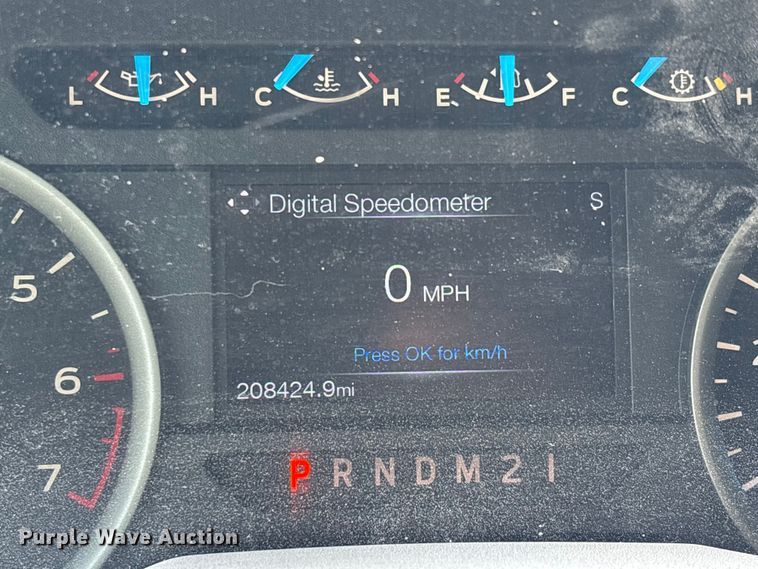 L H C H E F C H
Digital Speedometer S
0 MPH
5
Press OK for km/h
6
208424.9mi
7
P R N D M 2 1
Purple Wave Auction